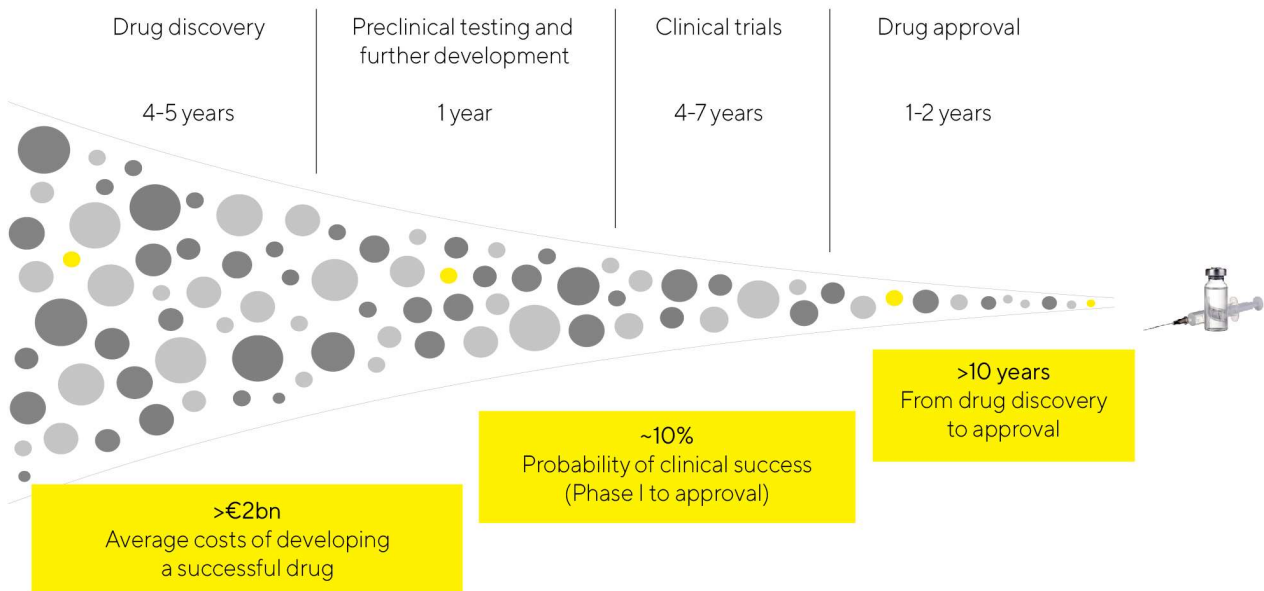 Drug discovery
4-5 years
Preclinical testing and
further development
1 year
Clinical trials
4-7 years
Drug approval
1-2 years
>€2bn
Average costs of developing
a successful drug
~10%
Probability of clinical success
(Phase I to approval)
>10 years
From drug discovery
to approval